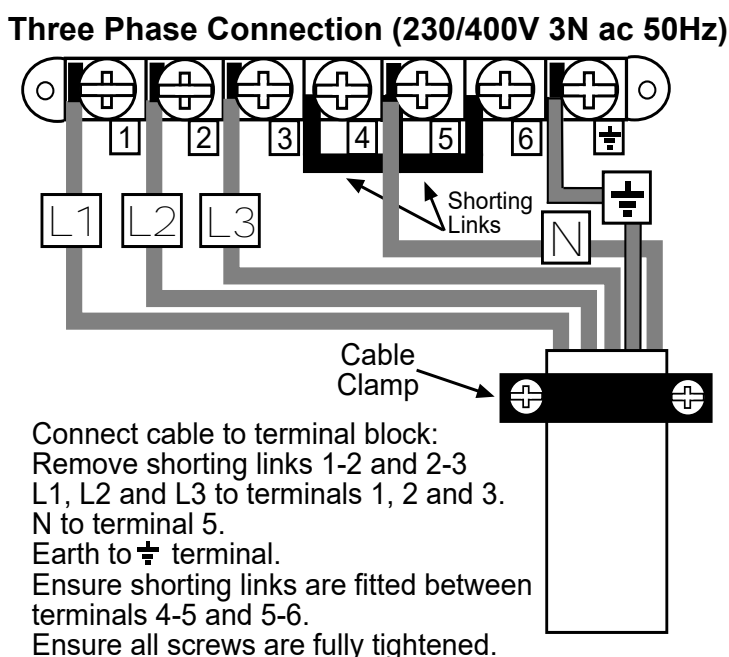 Three Phase Connection (230/400V 3N ac 50Hz)
1 2 3 4 5 6
L1 L2 L3
Shorting
Links
N
Cable
Clamp
Connect cable to terminal block:
Remove shorting links 1-2 and 2-3
L1, L2 and L3 to terminals 1, 2 and 3.
N to terminal 5.
Earth to ⏚ terminal.
Ensure shorting links are fitted between
terminals 4-5 and 5-6.
Ensure all screws are fully tightened.